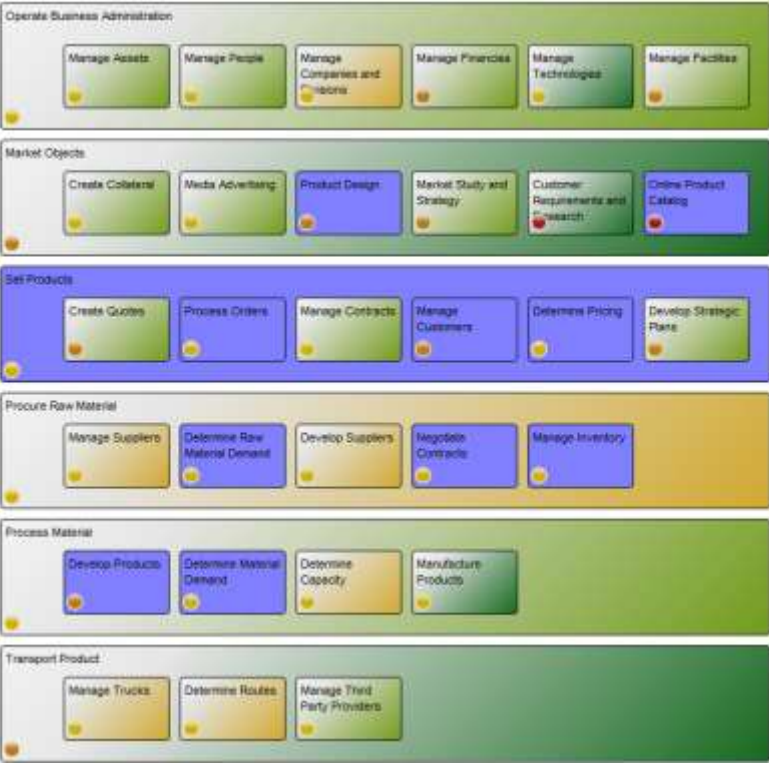 Operate Business Administration
Manage Assets
Manage People
Manage
Companies and
Manage Financies
Manage
Technologies
Manage Facilities
Market Objects
Create Collateral
Media Advertising
Product Design
Market Study and
Strategy
Customer
Requirements and
Research
Online Product
Catalog
Sell Products
Create Quotes
Process Orders
Manage Contracts
Manage
Customers
Determine Pricing
Develop Strategic
Plans
Procure Raw Material
Manage Suppliers
Determine Raw
Material Demand
Develop Suppliers
Negotiate
Contracts
Manage Inventory
Process Material
Develop Products
Determine Material
Demand
Determine
Capacity
Manufacture
Products
Transport Product
Manage Trucks
Determine Routes
Manage Third
Party Providers